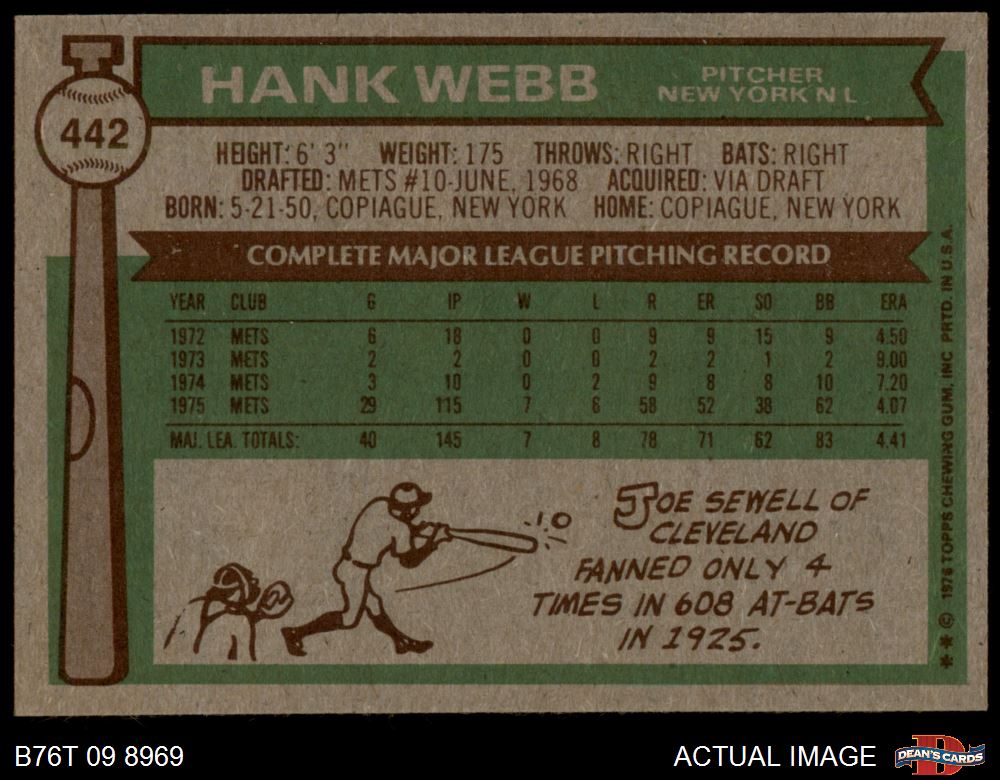 442
HANK WEBB
PITCHER
NEW YORK N L
HEIGHT: 6' 3" WEIGHT: 175 THROWS: RIGHT BATS: RIGHT
DRAFTED: METS #10-JUNE, 1968 ACQUIRED: VIA DRAFT
BORN: 5-21-50, COPIAGUE, NEW YORK HOME: COPIAGUE, NEW YORK
COMPLETE MAJOR LEAGUE PITCHING RECORD
YEAR CLUB G IP W L R ER SO BB ERA
1972 METS 6 18 0 0 9 9 15 9 4.50
1973 METS 2 2 0 0 2 2 1 2 9.00
1974 METS 3 10 0 2 9 8 8 10 7.20
1975 METS 29 115 7 6 58 52 38 62 4.07
MAJ. LEA. TOTALS: 40 145 7 8 78 71 62 83 4.41
JOE SEWELL OF
CLEVELAND
FANNED ONLY 4
TIMES IN 608 AT-BATS
IN 1925.
* * © 1976 TOPPS CHEWING GUM, INC PRTD. IN U.S.A.
B76T 09 8969
ACTUAL IMAGE
D
DEAN'S CARDS